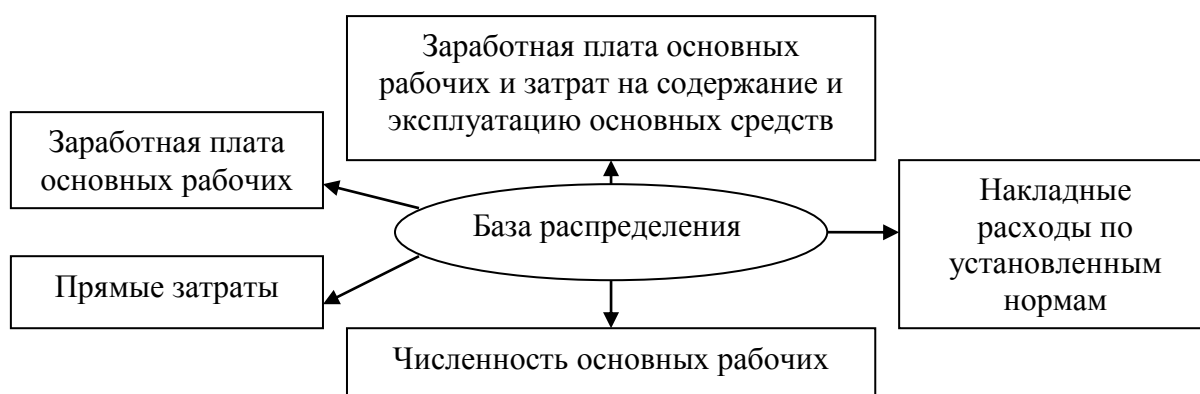 Заработная плата основных
рабочих и затрат на содержание и
эксплуатацию основных средств
Заработная плата
основных рабочих
Накладные
расходы по
установленным
нормам
База распределения
Прямые затраты
Численность основных рабочих